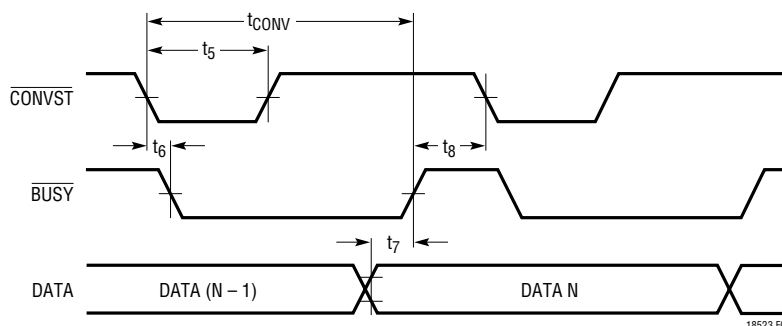 tCONV
t5
CONVST
t6
t8
BUSY
t7
DATA
DATA (N – 1)
DATA N